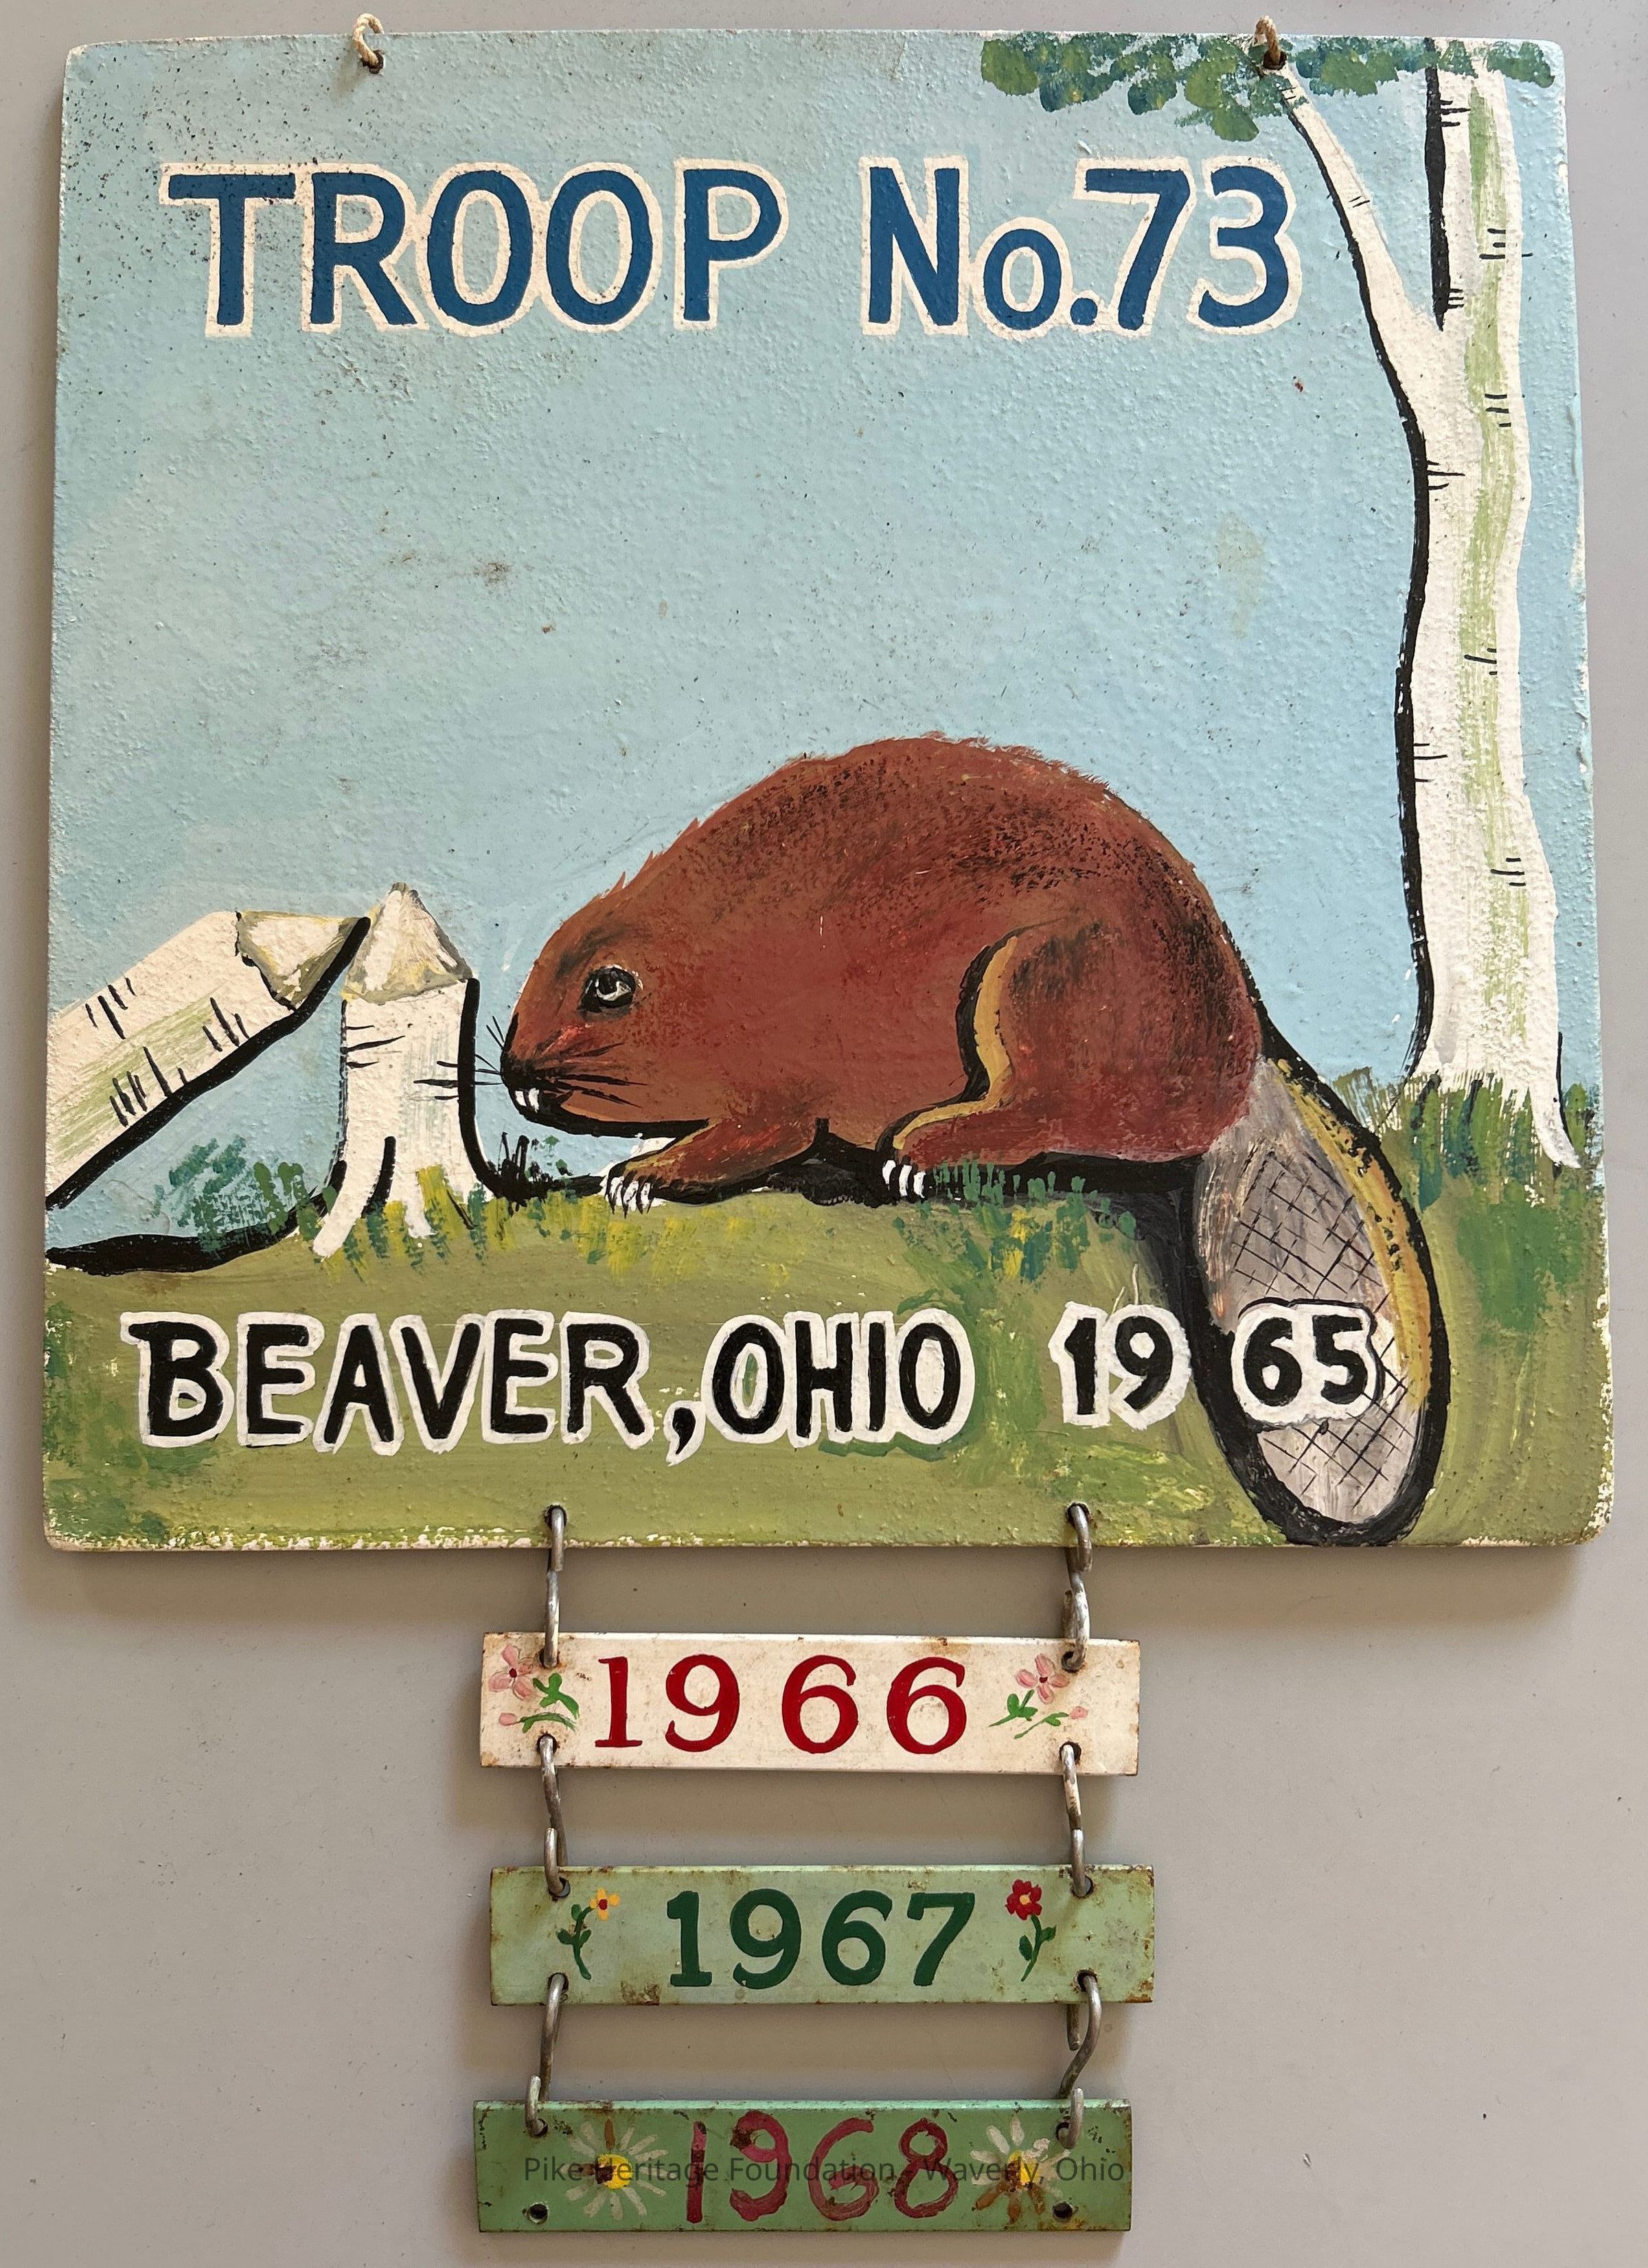 TROOP No.73
BEAVER, OHIO 1965
1966
1967
1968
Pike Heritage Foundation, Waverly, Ohio